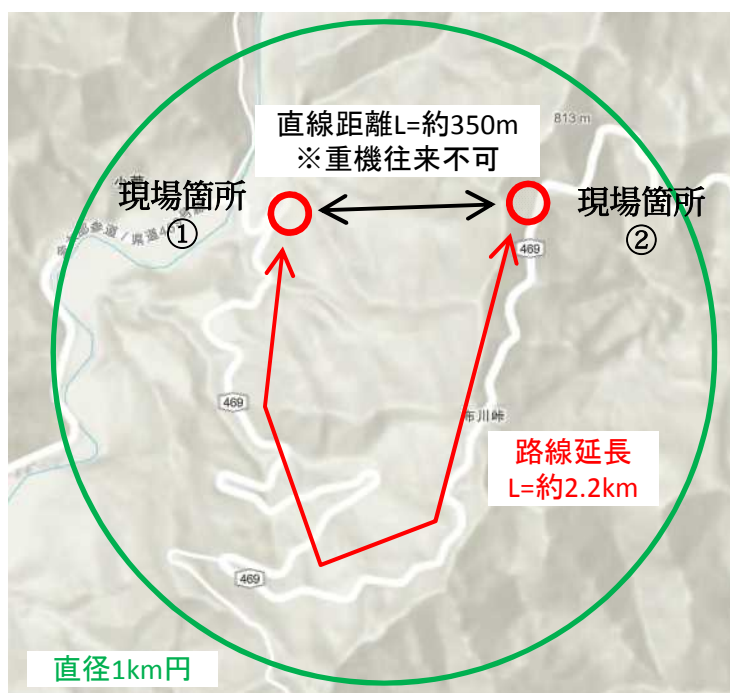 直線距離L=約350m
※重機往来不可
813 m
現場箇所
①
現場箇所
②
469
469
布川峠
路線延長
L=約2.2km
469
直径1km円